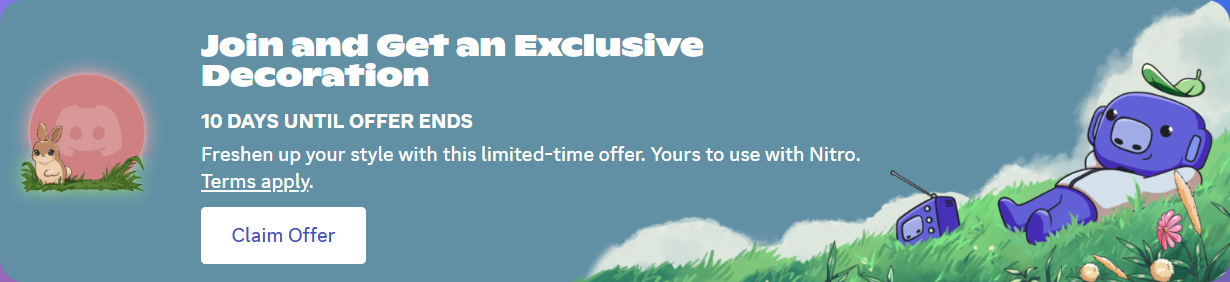 Join and Get an Exclusive
Decoration
10 DAYS UNTIL OFFER ENDS
Freshen up your style with this limited-time offer. Yours to use with Nitro.
Terms apply.
Claim Offer